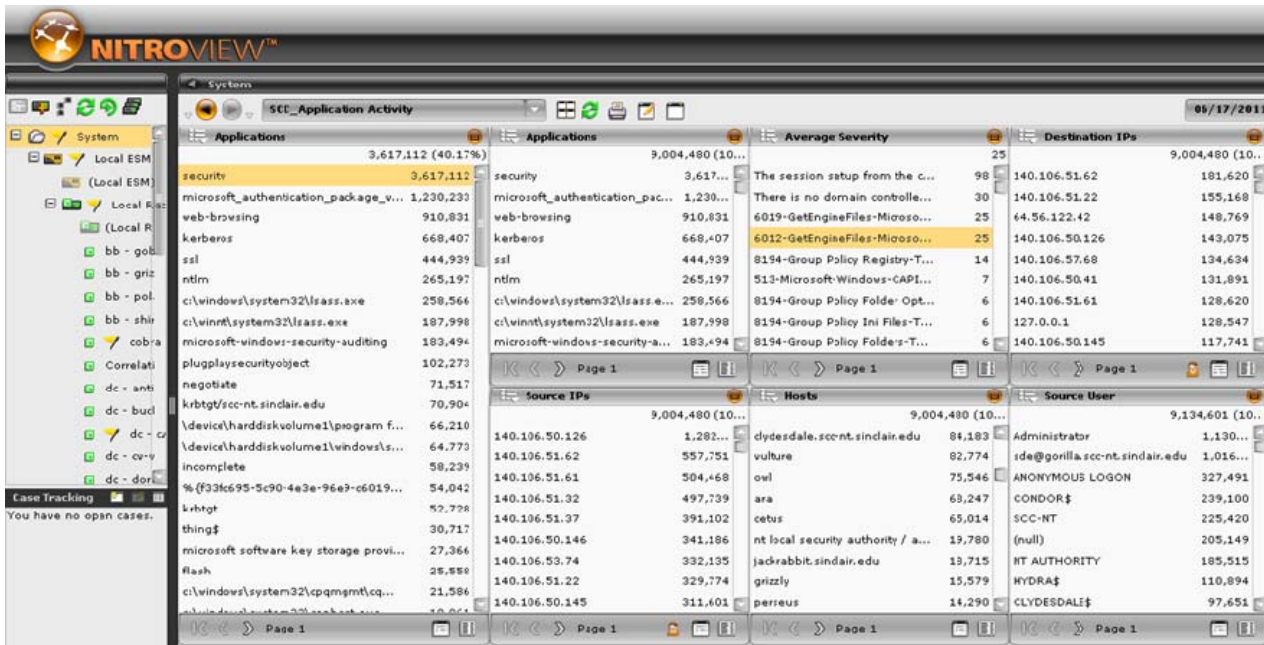 NITROVIEW™
System
SCC_Application Activity
05/17/2011
System
Local ESM
(Local ESM)
Local
(Local R
bb - gob
bb - griz
bb - pol
bb - shir
cobra
Correlati
dc - anti
dc - bucl
dc - ca
dc - cv-v
dc - dori
Case Tracking
You have no open cases.
Applications
3,617,112 (40.17%)
security 3,617,112
microsoft_authentication_package_v... 1,230,233
web-browsing 910,831
kerberos 668,407
ssl 444,939
ntlm 265,197
c:\windows\system32\lsass.exe 258,566
c:\winnt\system32\lsass.exe 187,998
microsoft-windows-security-auditing 183,494
plugplaysecurityobject 102,273
negotiate 71,517
krbtgt/scc-nt.sinclair.edu 70,904
\device\harddiskvolume1\program f... 66,210
\device\harddiskvolume1\windows\s... 64,773
incomplete 58,239
%{f33fc695-5c90-4e3e-96e9-c6019... 54,042
krbtgt 52,728
thing$ 30,717
microsoft software key storage provi... 27,366
flash 25,558
c:\windows\system32\cpqmgmt\cq... 21,586
Page 1
Applications
9,004,480 (10...
security 3,617...
microsoft_authentication_pac... 1,230...
web-browsing 910,831
kerberos 668,407
ssl 444,939
ntlm 265,197
c:\windows\system32\lsass.e... 258,566
c:\winnt\system32\lsass.exe 187,998
microsoft-windows-security-a... 183,494
Page 1
Average Severity
25
The session setup from the c... 98
There is no domain controlle... 30
6019-GetEngineFiles-Microso... 25
6012-GetEngineFiles-Microso... 25
8194-Group Policy Registry-T... 14
513-Microsoft-Windows-CAPI... 7
8194-Group Policy Folder Opt... 6
8194-Group Policy Ini Files-T... 6
8194-Group Policy Folders-T... 6
Page 1
Destination IPs
9,004,480 (10...
140.106.51.62 181,620
140.106.51.22 155,168
64.56.122.42 148,769
140.106.50.126 143,075
140.106.57.68 134,634
140.106.50.41 131,891
140.106.51.61 128,620
127.0.0.1 128,547
140.106.50.145 117,741
Page 1
Source IPs
9,004,480 (10...
140.106.50.126 1,282...
140.106.51.62 557,751
140.106.51.61 504,468
140.106.51.32 497,739
140.106.51.37 391,102
140.106.50.146 341,186
140.106.53.74 332,135
140.106.51.22 329,774
140.106.50.145 311,601
Page 1
Hosts
9,004,480 (10...
clydesdale.scc-nt.sinclair.edu 84,183
vulture 82,774
owl 75,546
ara 63,247
cetus 65,014
nt local security authority / a... 19,780
jackrabbit.sinclair.edu 18,715
grizzly 15,579
perseus 14,290
Page 1
Source User
9,134,601 (10...
Administrator 1,130...
sde@gorilla.scc-nt.sinclair.edu 1,016...
ANONYMOUS LOGON 327,491
CONDOR$ 239,100
SCC-NT 225,420
(null) 205,149
NT AUTHORITY 185,515
HYDRA$ 110,894
CLYDESDALE$ 97,651
Page 1